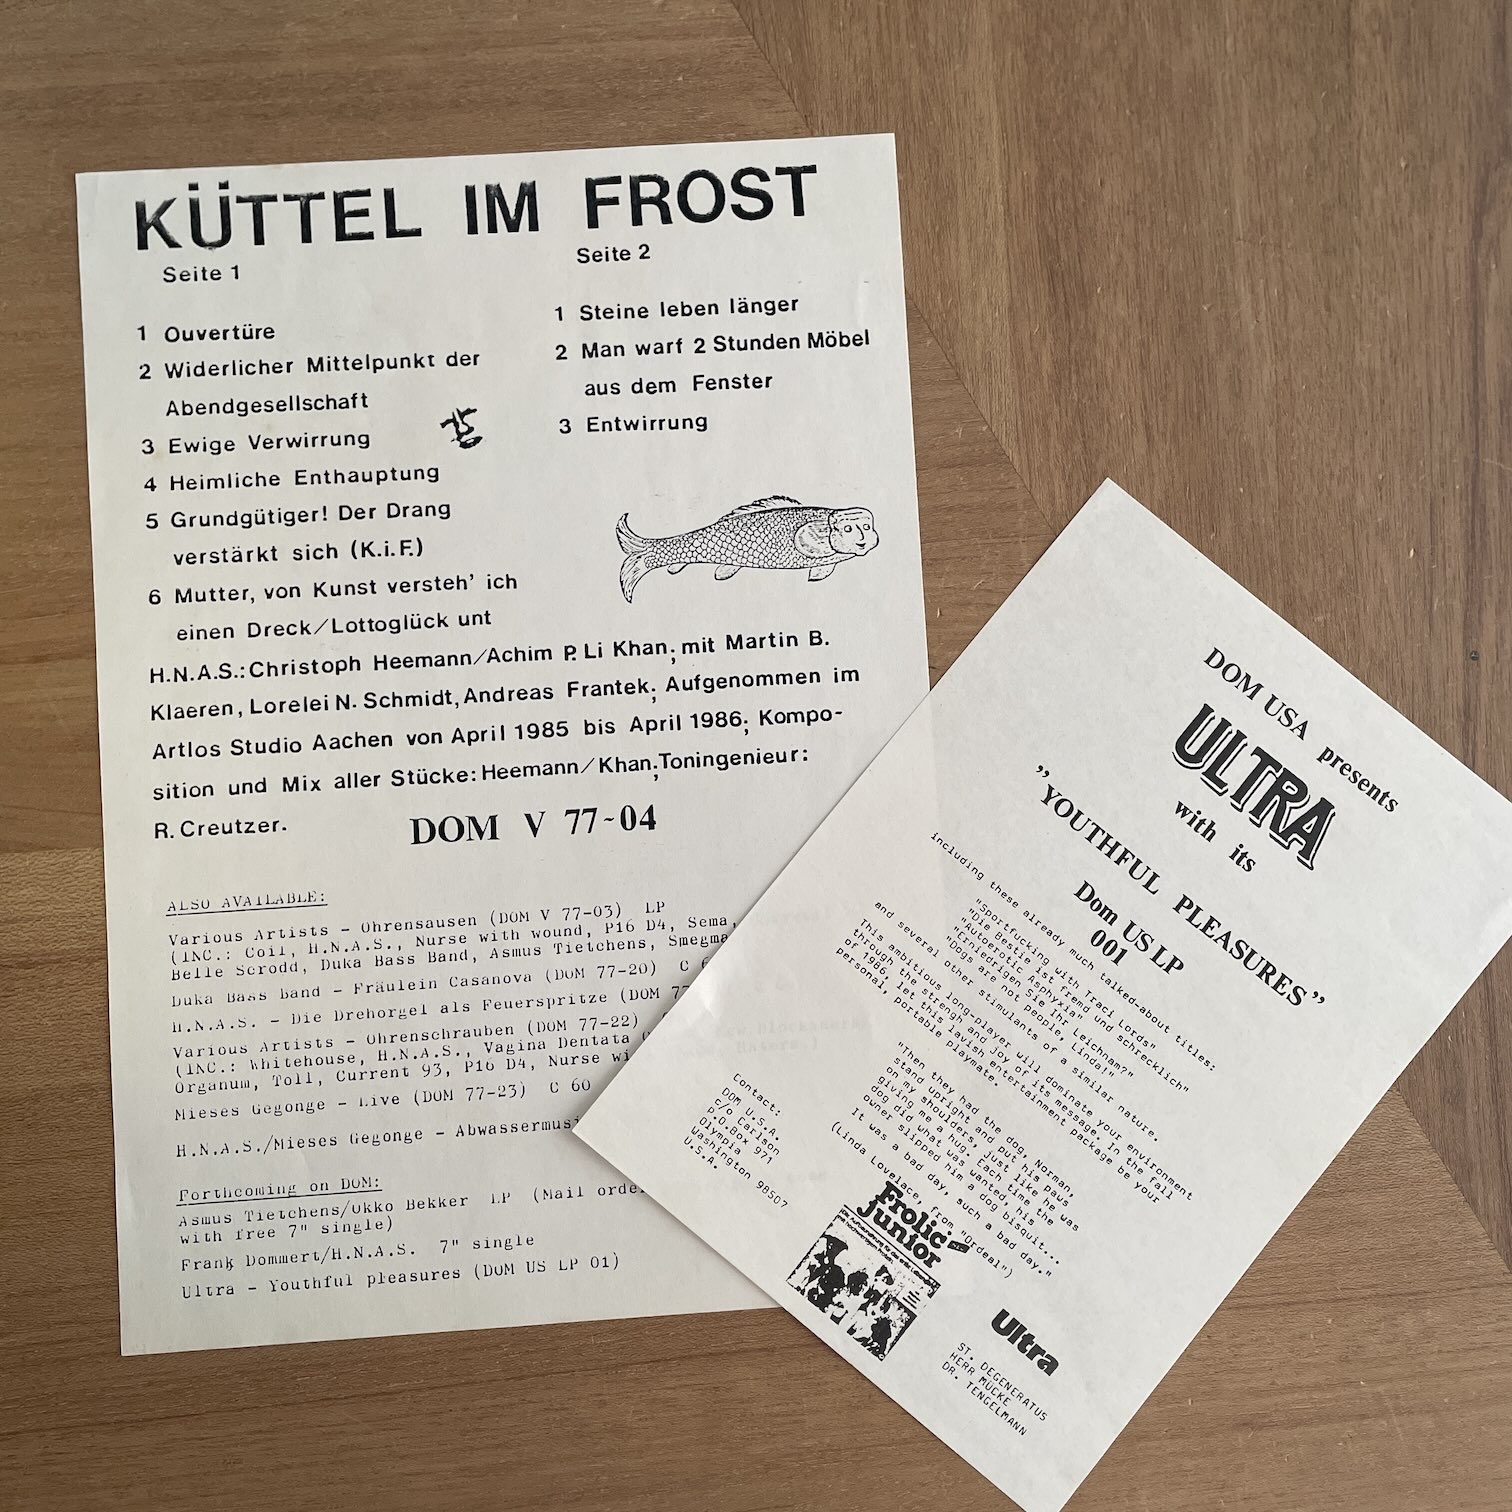 KÜTTEL IM FROST
Seite 1
1 Ouvertüre
2 Widerlicher Mittelpunkt der
Abendgesellschaft
3 Ewige Verwirrung
4 Heimliche Enthauptung
5 Grundgütiger! Der Drang
verstärkt sich (K.i.F.)
6 Mutter, von Kunst versteh' ich
einen Dreck/Lottoglück unt
Seite 2
1 Steine leben länger
2 Man warf 2 Stunden Möbel
aus dem Fenster
3 Entwirrung
H.N.A.S.: Christoph Heemann/Achim P. Li Khan; mit Martin B.
Klaeren, Lorelei N. Schmidt, Andreas Frantek; Aufgenommen im
Artlos Studio Aachen von April 1985 bis April 1986; Kompo-
sition und Mix aller Stücke: Heemann/Khan; Toningenieur:
R. Creutzer.
DOM V 77-04
ALSO AVAILABLE:
Various Artists - Ohrensausen (DOM V 77-03) LP
(INC.: Coil, H.N.A.S., Nurse with wound, P16 D4, Sema,
Belle Scrodd, Duka Bass Band, Asmus Tietchens, Smegma
Duka Bass Band - Fräulein Casanova (DOM 77-20) C
H.N.A.S. - Die Drehorgel als Feuerspritze (DOM
Various Artists - Ohrenschrauben (DOM 77-22)
(INC.: Whitehouse, H.N.A.S., Vagina Dentata
Organum, Toll, Current 93, P16 D4, Nurse
Mieses Gegonge - Live (DOM 77-23) C 60
H.N.A.S./Mieses Gegonge -
Forthcoming on DOM:
Asmus Tietchens/Okko Bekker LP (Mail
with free 7" single)
Frank Dommert/H.N.A.S. 7" single
Ultra - Youthful pleasures (DOM US LP 01)
DOM USA presents
ULTRA
with its
"YOUTHFUL PLEASURES"
Dom US LP
001
including these already much talked-about titles:
"Sportfucking with Traci Lords"
"Die Bestie ist fremd und schrecklich"
"Autoerotic Asphyxia"
"Erniedrigen Sie Ihr Leichnam?"
"Dogs are not people, Linda!"
and several other stimulants of a similar nature.
This ambitious long-player will dominate your environment
through the strengh and joy of its message. In the fall
of 1986, let this lavish entertainment package be your
personal, portable playmate.
"Then they had the dog, Norman,
stand upright and put his paws
on my shoulders, just like he was
giving me a hug. Each time the
dog did what was wanted, his
owner slipped him a dog bisquit...
It was a bad day, such a bad day."
(Linda Lovelace, from "Ordeal")
Contact:
DOM U.S.A.
c/o Carlson
P.O.Box 971
Olympia
Washington 98507
U.S.A.
Frolic
Junior
Ultra
ST. DEGENERATUS
HERR MÜCKE
DR. TENGELMANN